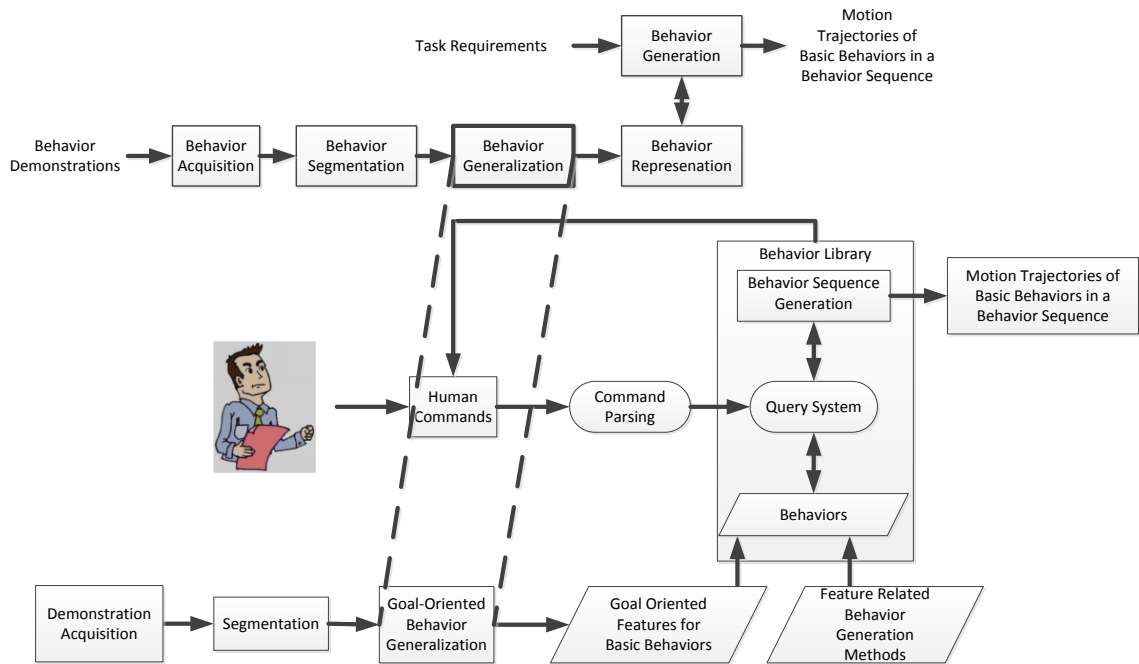 Task Requirements
Behavior
Generation
Motion
Trajectories of
Basic Behaviors in a
Behavior Sequence
Behavior
Demonstrations
Behavior
Acquisition
Behavior
Segmentation
Behavior
Generalization
Behavior
Represenation
Behavior Library
Behavior Sequence
Generation
Motion Trajectories of
Basic Behaviors in a
Behavior Sequence
Human
Commands
Command
Parsing
Query System
Behaviors
Demonstration
Acquisition
Segmentation
Goal-Oriented
Behavior
Generalization
Goal Oriented
Features for
Basic Behaviors
Feature Related
Behavior
Generation
Methods